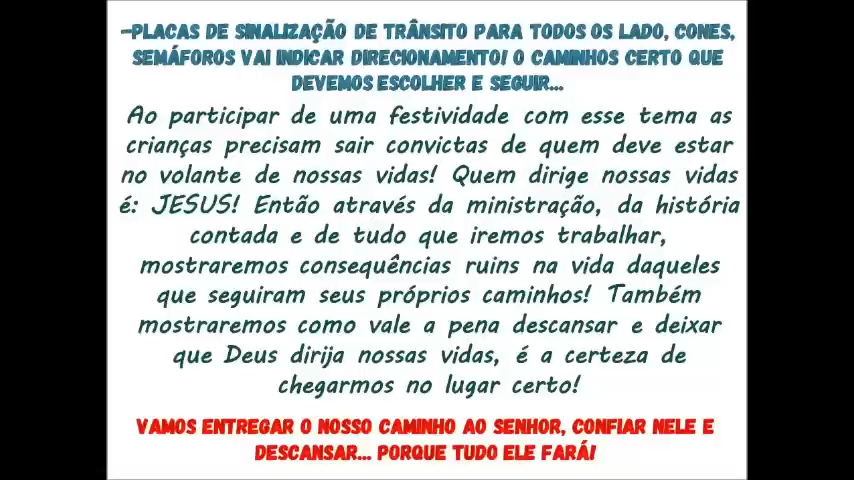 -PLACAS DE SINALIZAÇÃO DE TRÂNSITO PARA TODOS OS LADO, CONES,
SEMÁFOROS VAI INDICAR DIRECIONAMENTO! O CAMINHOS CERTO QUE
DEVEMOS ESCOLHER E SEGUIR...
Ao participar de uma festividade com esse tema as
crianças precisam sair convictas de quem deve estar
no volante de nossas vidas! Quem dirige nossas vidas
é: JESUS! Então através da ministração, da história
contada e de tudo que iremos trabalhar,
mostraremos consequências ruins na vida daqueles
que seguiram seus próprios caminhos! Também
mostraremos como vale a pena descansar e deixar
que Deus dirija nossas vidas, é a certeza de
chegarmos no lugar certo!
VAMOS ENTREGAR O NOSSO CAMINHO AO SENHOR, CONFIAR NELE E
DESCANSAR... PORQUE TUDO ELE FARÁ!